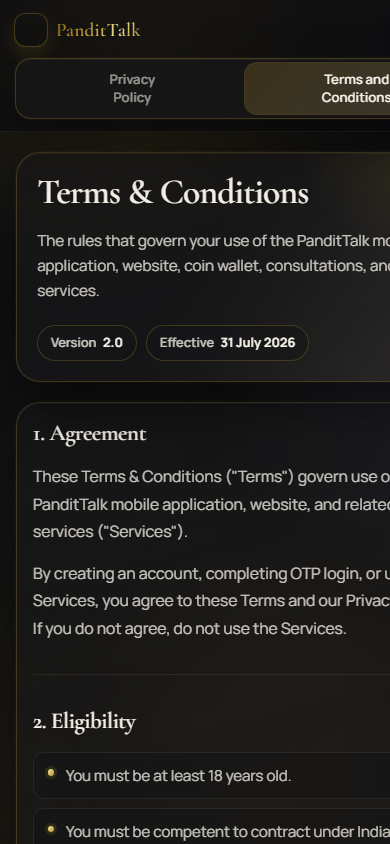 PanditTalk
Privacy
Policy
Terms and
Conditions
Terms & Conditions
The rules that govern your use of the PanditTalk mo
application, website, coin wallet, consultations, and
services.
Version 2.0
Effective 31 July 2026
1. Agreement
These Terms & Conditions ("Terms") govern use o
PanditTalk mobile application, website, and related
services ("Services").
By creating an account, completing OTP login, or u
Services, you agree to these Terms and our Privac
If you do not agree, do not use the Services.
2. Eligibility
You must be at least 18 years old.
You must be competent to contract under India